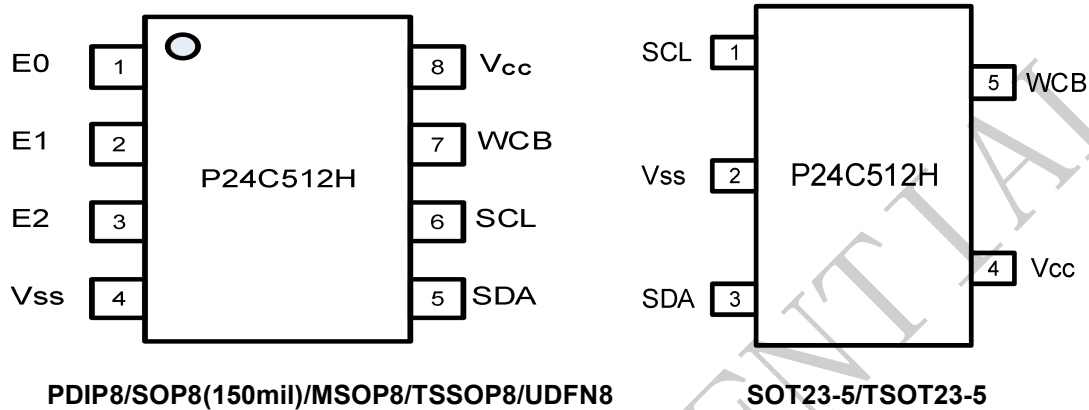 E0 1 8 Vcc
E1 2 7 WCB
P24C512H
E2 3 6 SCL
Vss 4 5 SDA
PDIP8/SOP8(150mil)/MSOP8/TSSOP8/UDFN8
SCL 1
5 WCB
Vss 2 P24C512H
4 Vcc
SDA 3
SOT23-5/TSOT23-5
ENTIAL